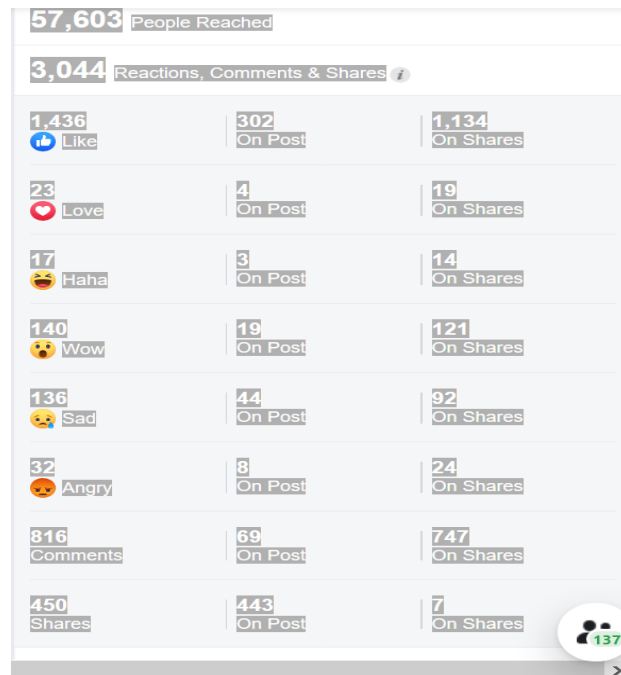 57,603 People Reached
3,044 Reactions, Comments & Shares i
1,436 302 1,134
Like On Post On Shares
23 4 19
Love On Post On Shares
17 3 14
Haha On Post On Shares
140 19 121
Wow On Post On Shares
136 44 92
Sad On Post On Shares
32 8 24
Angry On Post On Shares
816 69 747
Comments On Post On Shares
450 443 7
Shares On Post On Shares
137